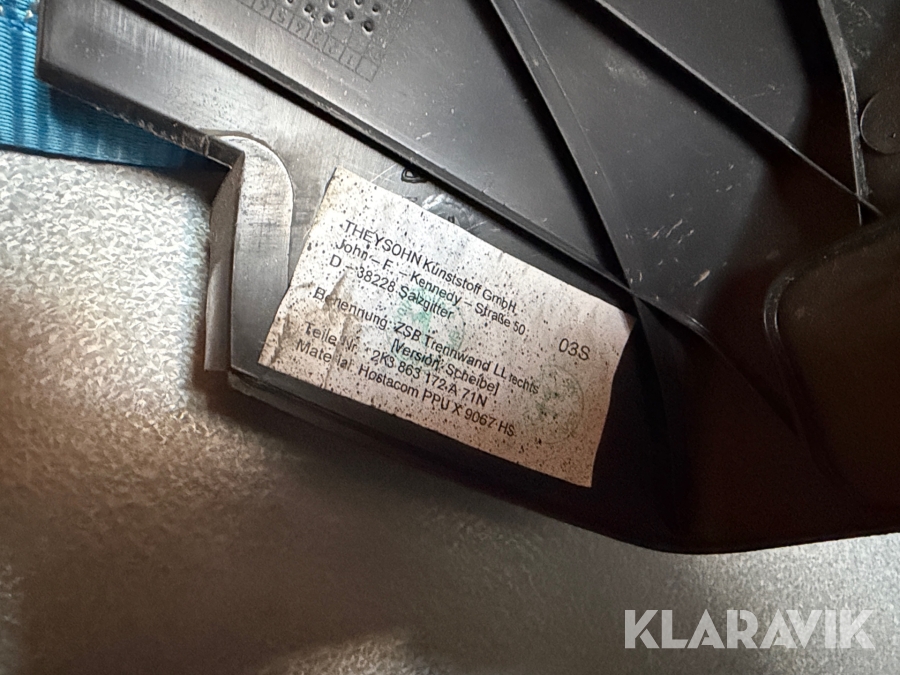 THEYSOHN Kunststoff GmbH
John – F. – Kennedy – Straße 50
D – 38228 Salzgitter
03S
Benennung: ZSB Trennwand LL rechts
[Version: Scheibe]
Teile Nr. 2K3 863 172 A 71N
Material: Hostacom PPU X 9067 HS
KLARAVIK